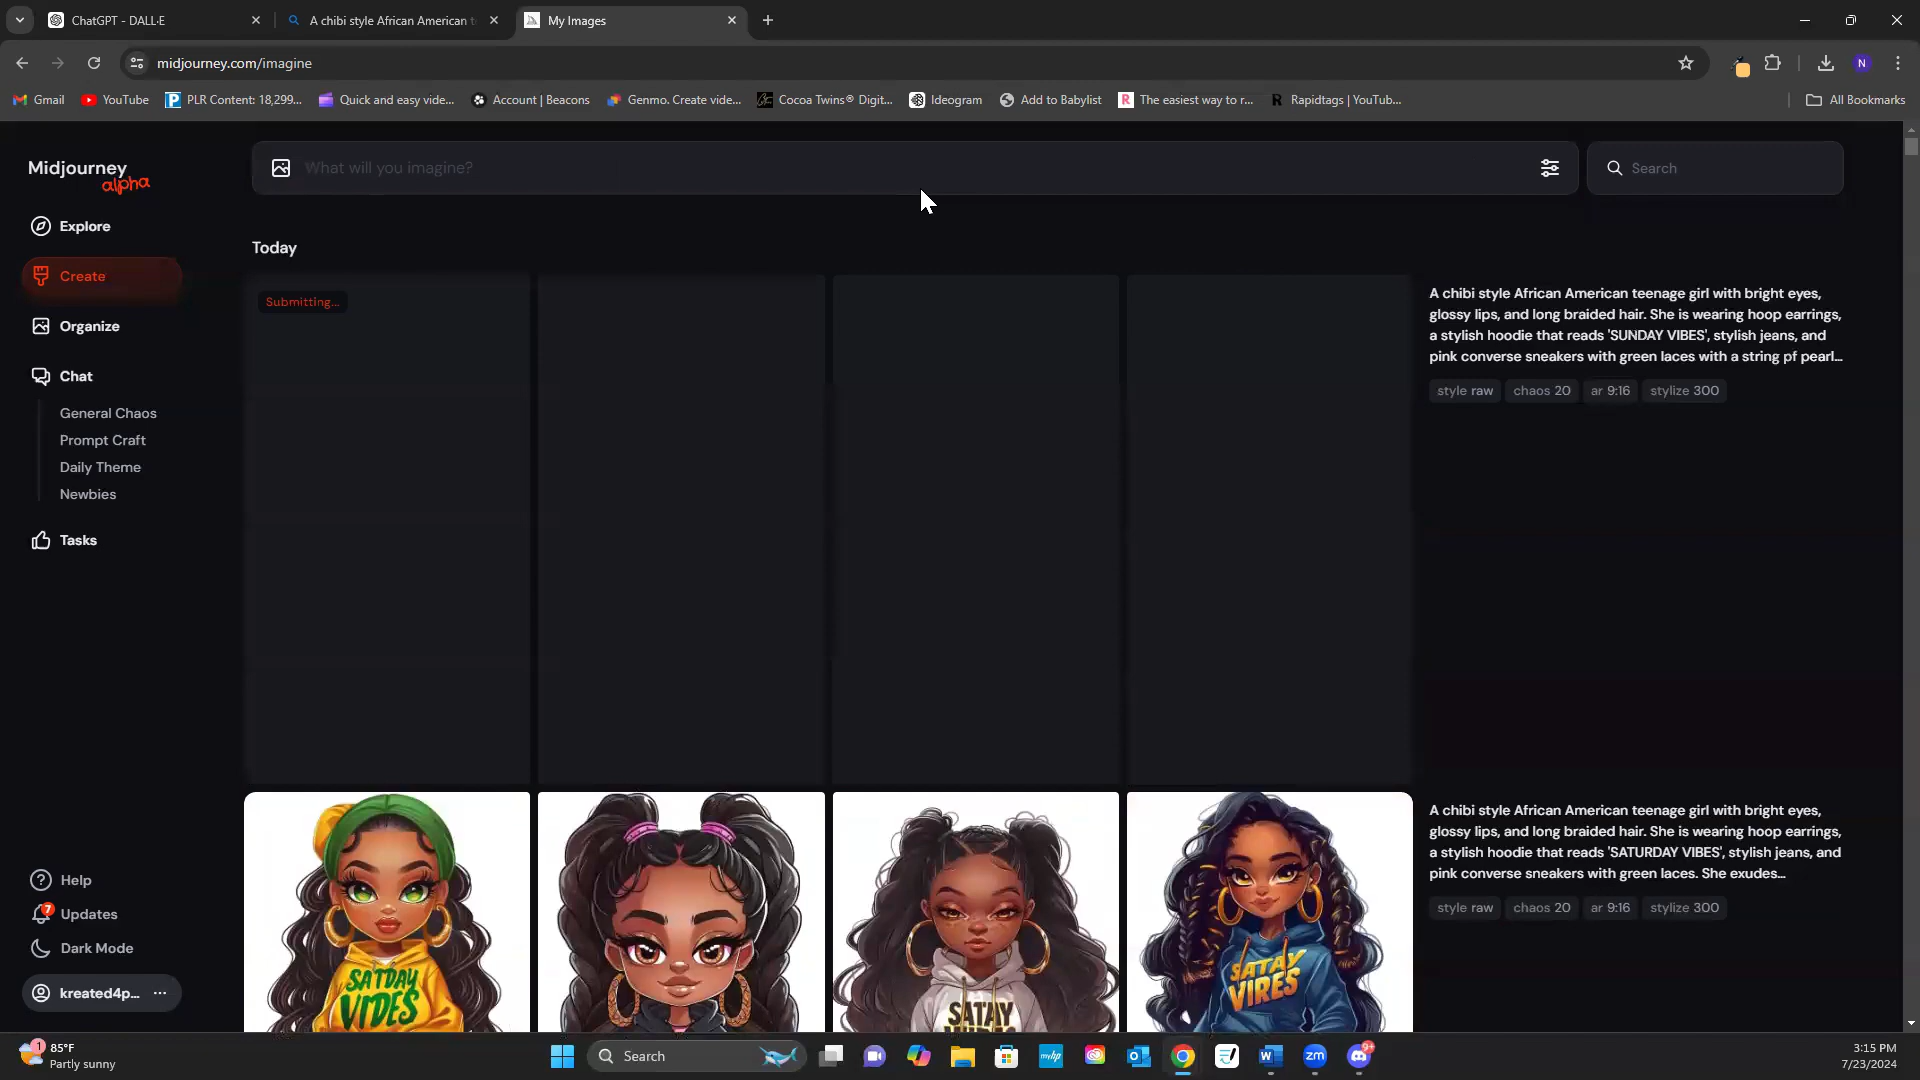 ChatGPT - DALL·E
A chibi style African American t
My Images
midjourney.com/imagine
N
Gmail
YouTube
PLR Content: 18,299...
Quick and easy vide...
Account | Beacons
Genmo. Create vide...
Cocoa Twins® Digit...
Ideogram
Add to Babylist
The easiest way to r...
Rapidtags | YouTub...
All Bookmarks
Midjourney
alpha
What will you imagine?
Search
Explore
Create
Organize
Chat
General Chaos
Prompt Craft
Daily Theme
Newbies
Tasks
Today
Submitting...
A chibi style African American teenage girl with bright eyes,
glossy lips, and long braided hair. She is wearing hoop earrings,
a stylish hoodie that reads 'SUNDAY VIBES', stylish jeans, and
pink converse sneakers with green laces with a string pf pearl...
style raw
chaos 20
ar 9:16
stylize 300
SATDAY
VIDES
SATAY
SATAY
VIRES
A chibi style African American teenage girl with bright eyes,
glossy lips, and long braided hair. She is wearing hoop earrings,
a stylish hoodie that reads 'SATURDAY VIBES', stylish jeans, and
pink converse sneakers with green laces. She exudes...
style raw
chaos 20
ar 9:16
stylize 300
Help
7
Updates
Dark Mode
kreated4p...
1
85°F
Partly sunny
Search
myhp
W
zm
9+
3:15 PM
7/23/2024